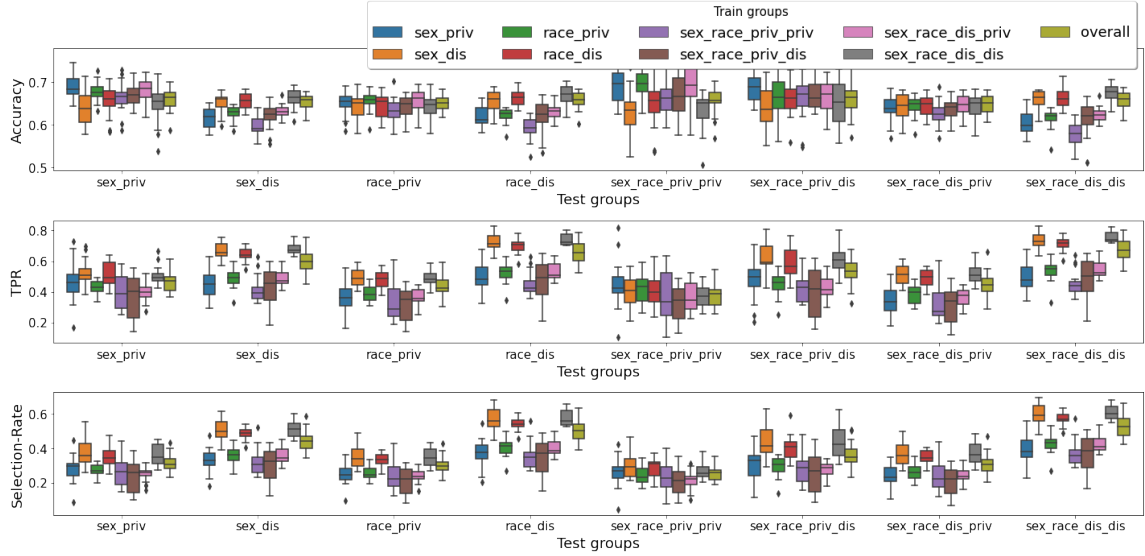 Train groups
sex_priv race_priv sex_race_priv_priv sex_race_dis_priv overall
sex_dis race_dis sex_race_priv_dis sex_race_dis_dis
Accuracy
0.7
0.6
0.5
sex_priv sex_dis race_priv race_dis sex_race_priv_priv sex_race_priv_dis sex_race_dis_priv sex_race_dis_dis
Test groups
TPR
0.8
0.6
0.4
0.2
sex_priv sex_dis race_priv race_dis sex_race_priv_priv sex_race_priv_dis sex_race_dis_priv sex_race_dis_dis
Test groups
Selection-Rate
0.6
0.4
0.2
sex_priv sex_dis race_priv race_dis sex_race_priv_priv sex_race_priv_dis sex_race_dis_priv sex_race_dis_dis
Test groups